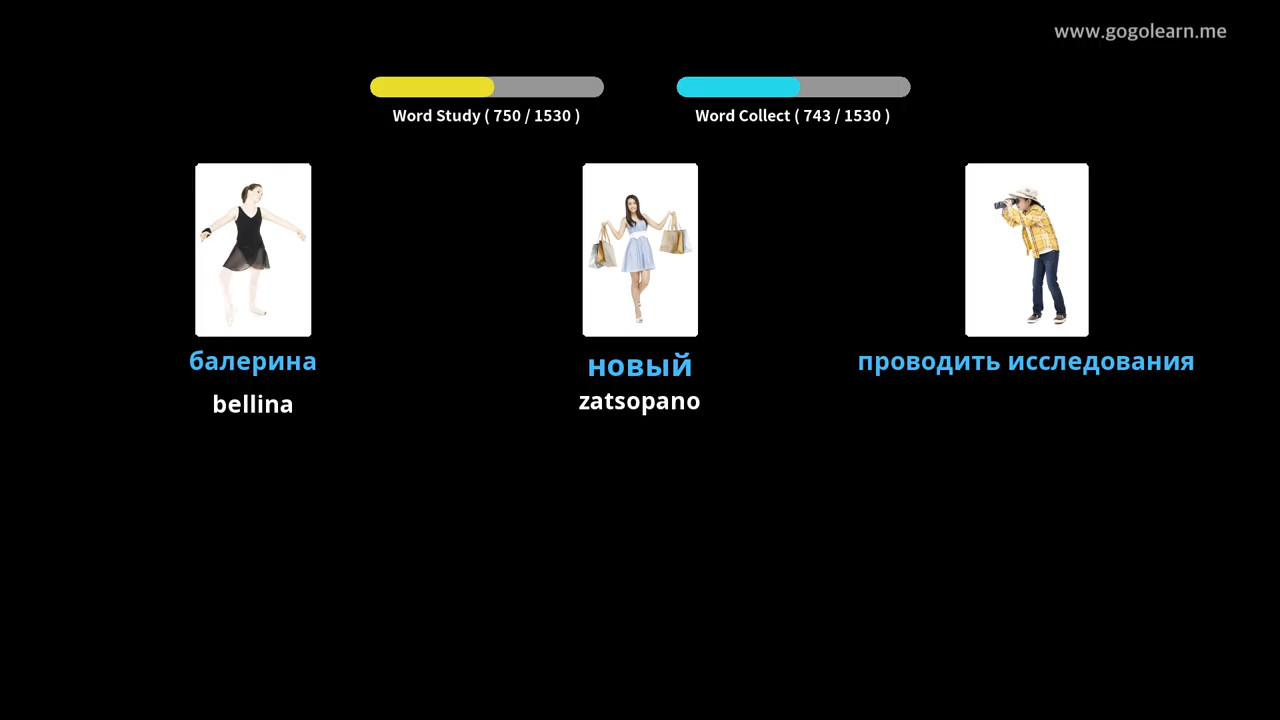 www.gogolearn.me
Word Study ( 750 / 1530 )
Word Collect ( 743 / 1530 )
балерина
новый
проводить исследования
bellina
zatsopano